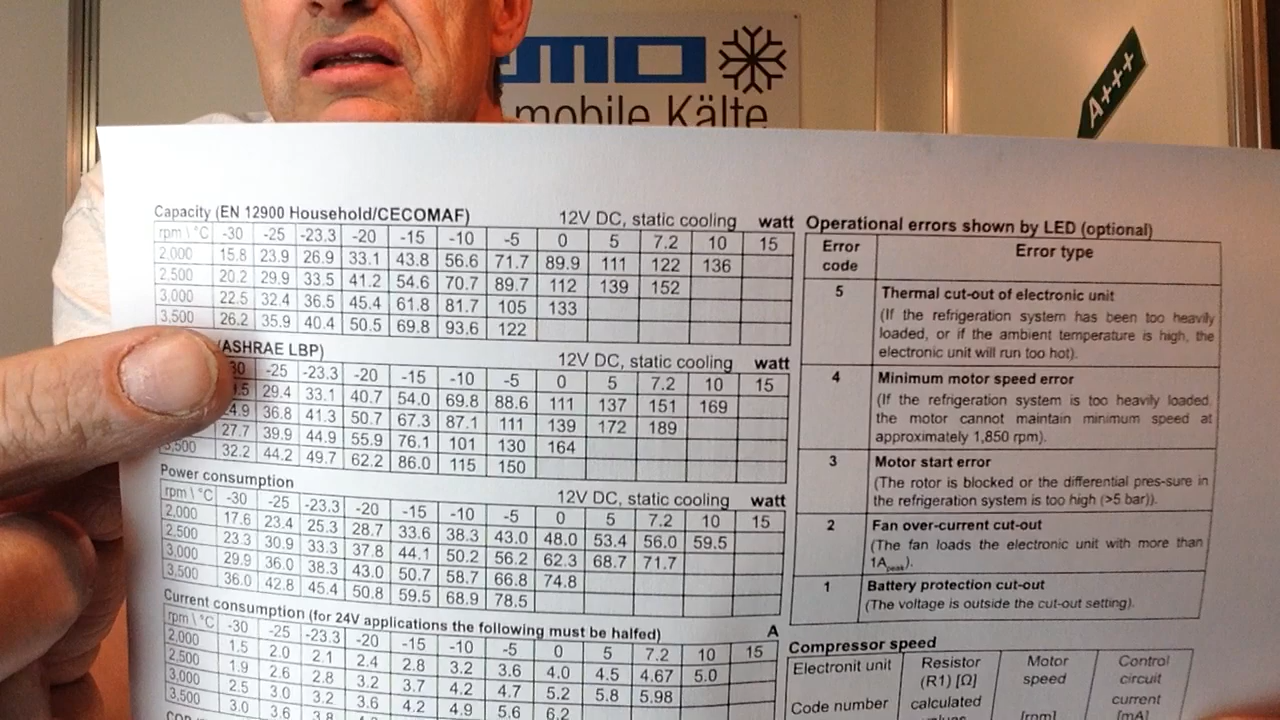 mo
mobile Kälte
A+++
Capacity (EN 12900 Household/CECOMAF) 12V DC, static cooling watt
rpm \ °C -30 -25 -23.3 -20 -15 -10 -5 0 5 7.2 10 15
2,000 15.8 23.9 26.9 33.1 43.8 56.6 71.7 89.9 111 122 136
2,500 20.2 29.9 33.5 41.2 54.6 70.7 89.7 112 139 152
3,000 22.5 32.4 36.5 45.4 61.8 81.7 105 133
3,500 26.2 35.9 40.4 50.5 69.8 93.6 122
(ASHRAE LBP) 12V DC, static cooling watt
30 -25 -23.3 -20 -15 -10 -5 0 5 7.2 10 15
.5 29.4 33.1 40.7 54.0 69.8 88.6 111 137 151 169
24.9 36.8 41.3 50.7 67.3 87.1 111 139 172 189
27.7 39.9 44.9 55.9 76.1 101 130 164
3,500 32.2 44.2 49.7 62.2 86.0 115 150
Power consumption 12V DC, static cooling watt
rpm \ °C -30 -25 -23.3 -20 -15 -10 -5 0 5 7.2 10 15
2,000 17.6 23.4 25.3 28.7 33.6 38.3 43.0 48.0 53.4 56.0 59.5
2,500 23.3 30.9 33.3 37.8 44.1 50.2 56.2 62.3 68.7 71.7
3,000 29.9 36.0 38.3 43.0 50.7 58.7 66.8 74.8
3,500 36.0 42.8 45.4 50.8 59.5 68.9 78.5
Current consumption (for 24V applications the following must be halfed) A
rpm \ °C -30 -25 -23.3 -20 -15 -10 -5 0 5 7.2 10 15
2,000 1.5 2.0 2.1 2.4 2.8 3.2 3.6 4.0 4.5 4.67 5.0
2,500 1.9 2.6 2.8 3.2 3.7 4.2 4.7 5.2 5.8 5.98
3,000 2.5 3.0 3.2 3.6 4.2 4.9 5.6 6.2
3,500 3.0 3.6 3.8
Operational errors shown by LED (optional)
Error code Error type
5 Thermal cut-out of electronic unit
(If the refrigeration system has been too heavily
loaded, or if the ambient temperature is high, the
electronic unit will run too hot).
4 Minimum motor speed error
(If the refrigeration system is too heavily loaded,
the motor cannot maintain minimum speed at
approximately 1,850 rpm).
3 Motor start error
(The rotor is blocked or the differential pres-sure in
the refrigeration system is too high (>5 bar)).
2 Fan over-current cut-out
(The fan loads the electronic unit with more than
1Apeak).
1 Battery protection cut-out
(The voltage is outside the cut-out setting).
Compressor speed
Electronit unit Resistor Motor Control
(R1) [Ω] speed circuit
Code number calculated current
[rpm] [mA]